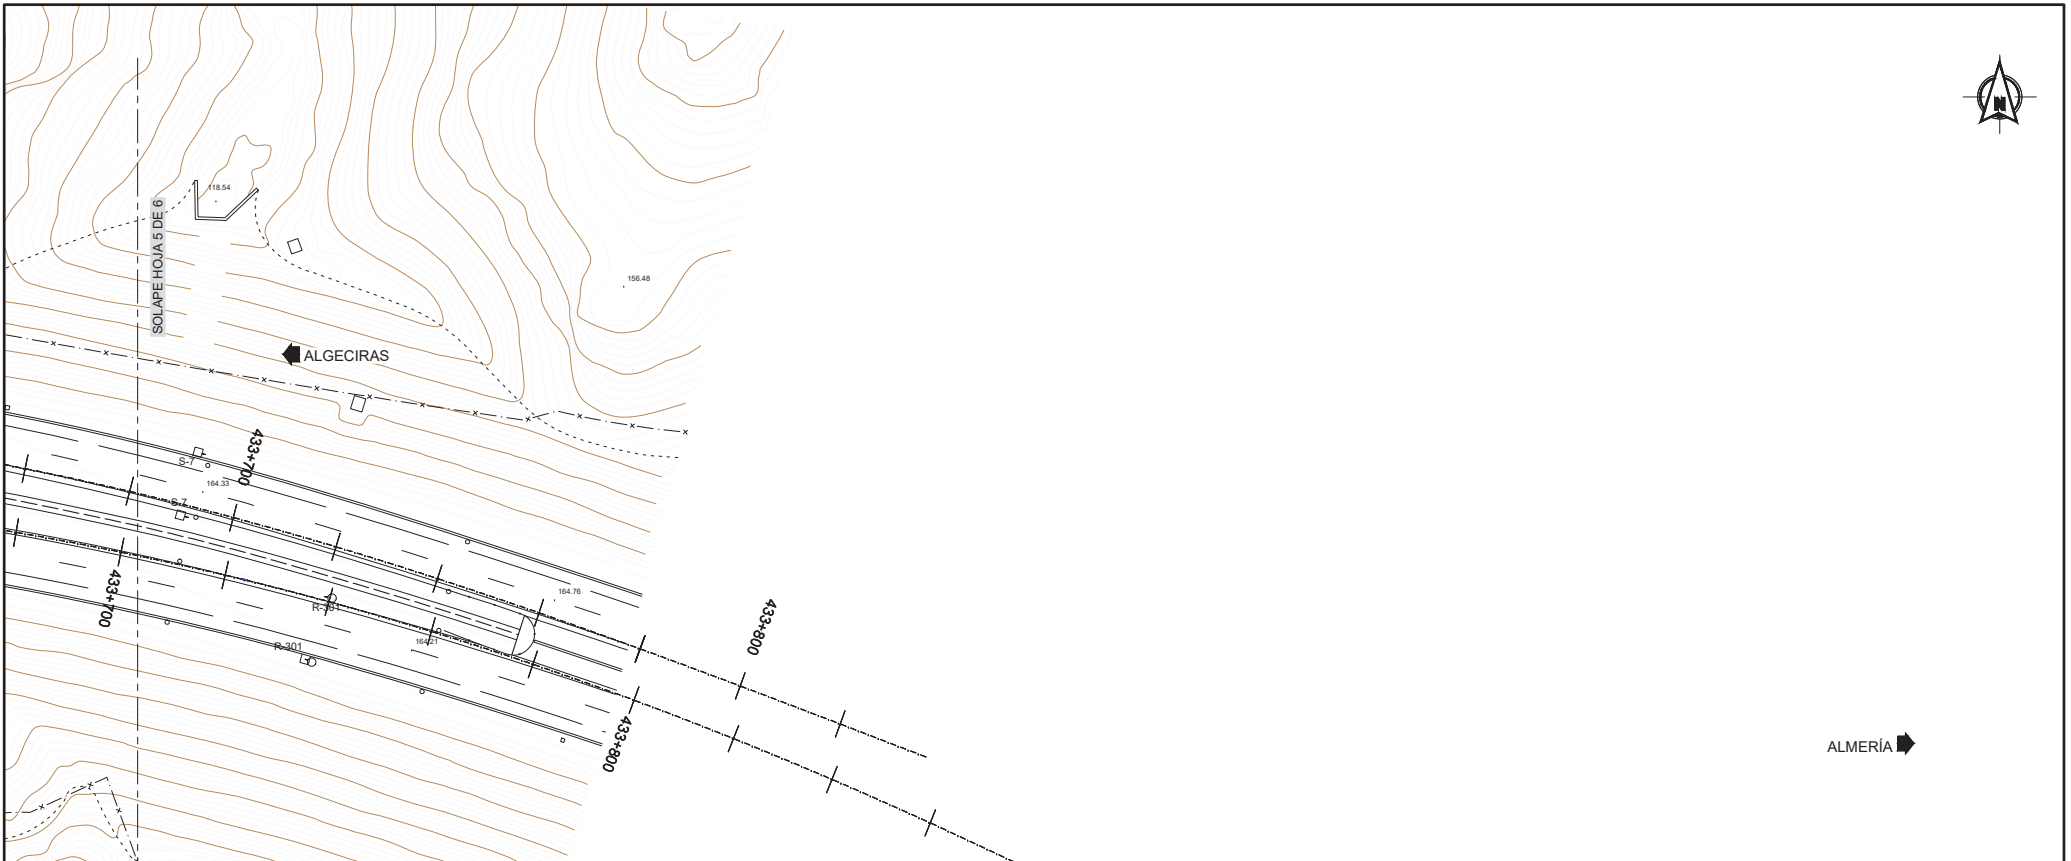 N
118.54
SOLAPE HOJA 5 DE 6
156.48
ALGECIRAS
433+700
S-7
164.33
S-7
433+700
164.76
R-301
433+800
164.21
R-301
433+800
ALMERÍA